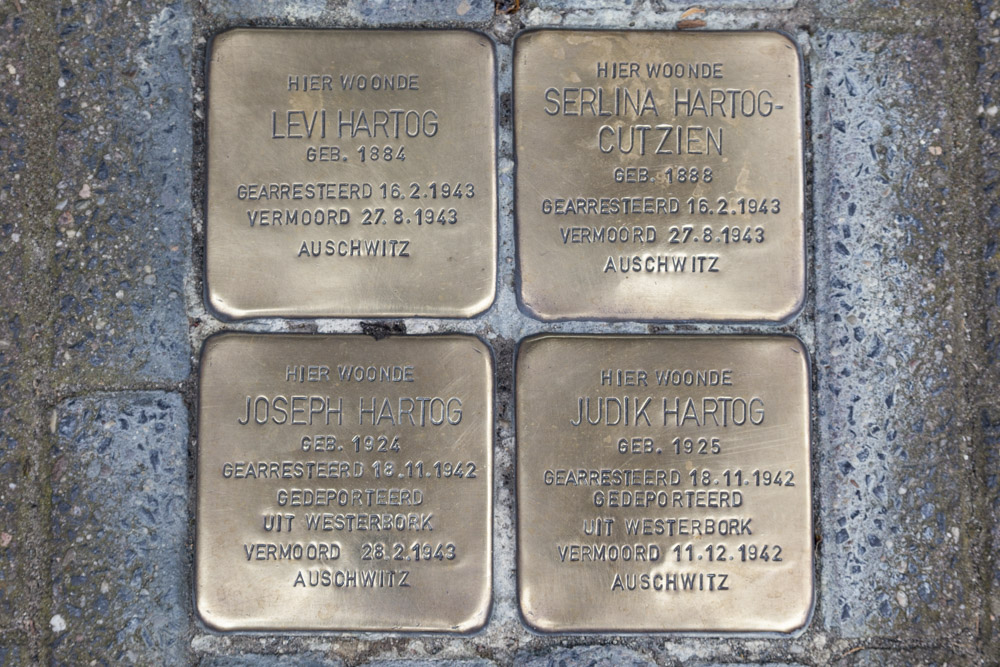 HIER WOONDE
LEVI HARTOG
GEB. 1884
GEARRESTEERD 16.2.1943
VERMOORD 27.8.1943
AUSCHWITZ
HIER WOONDE
SERLINA HARTOG-
CUTZIEN
GEB. 1888
GEARRESTEERD 16.2.1943
VERMOORD 27.8.1943
AUSCHWITZ
HIER WOONDE
JOSEPH HARTOG
GEB. 1924
GEARRESTEERD 18.11.1942
GEDEPORTEERD
UIT WESTERBORK
VERMOORD 28.2.1943
AUSCHWITZ
HIER WOONDE
JUDIK HARTOG
GEB. 1925
GEARRESTEERD 18.11.1942
GEDEPORTEERD
UIT WESTERBORK
VERMOORD 11.12.1942
AUSCHWITZ